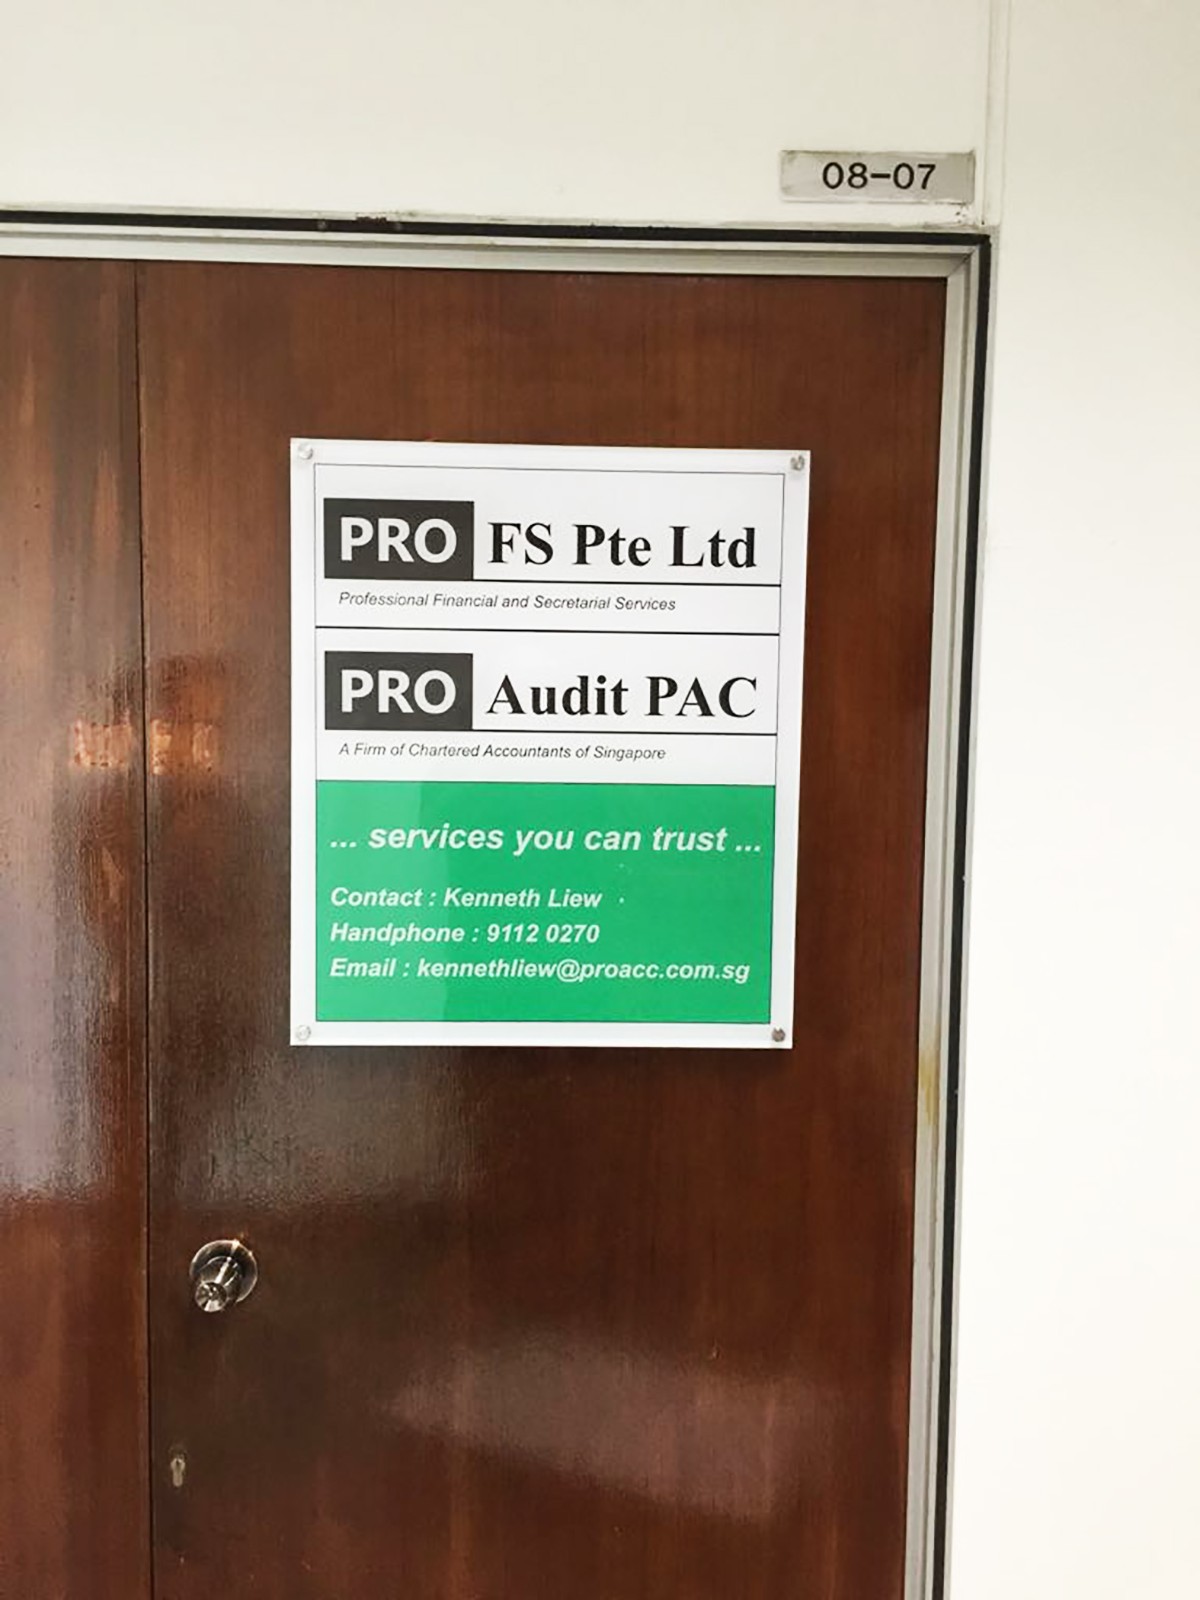 08-07
PRO FS Pte Ltd
Professional Financial and Secretarial Services
PRO Audit PAC
A Firm of Chartered Accountants of Singapore
... services you can trust ...
Contact : Kenneth Liew
Handphone : 9112 0270
Email : kennethliew@proacc.com.sg